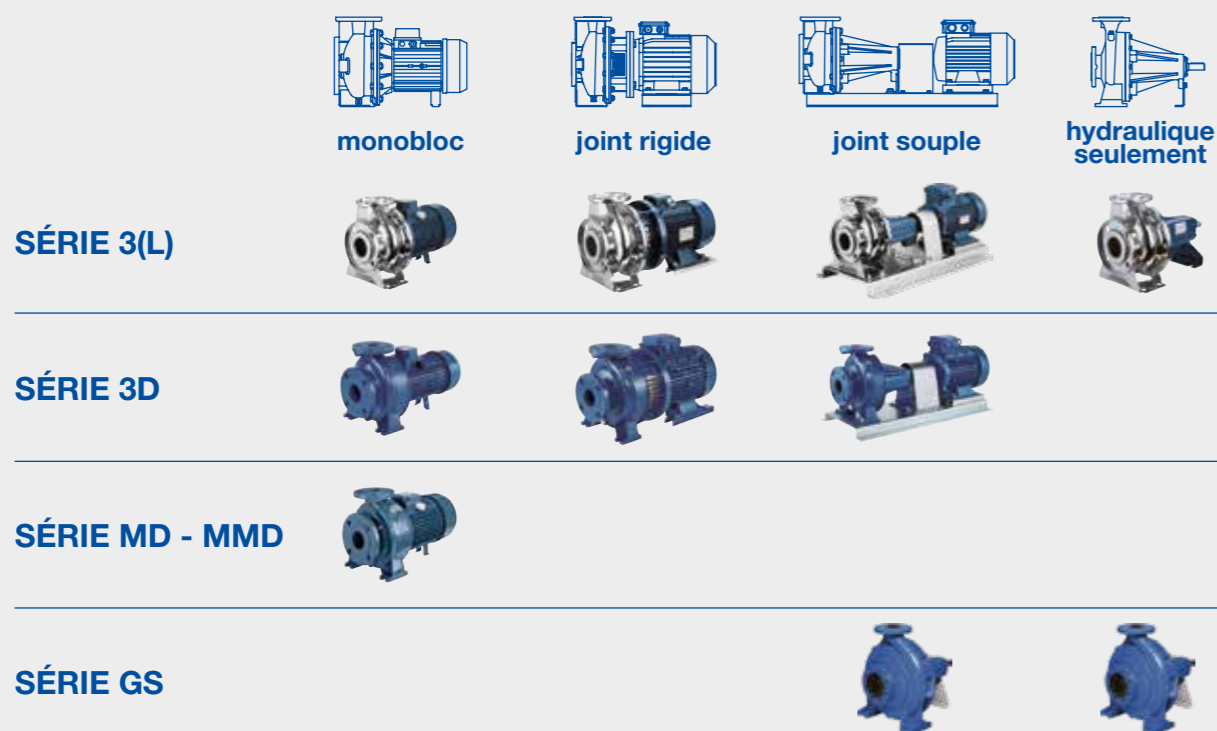 monobloc
joint rigide
joint souple
hydraulique
seulement
SÉRIE 3(L)
SÉRIE 3D
SÉRIE MD - MMD
SÉRIE GS